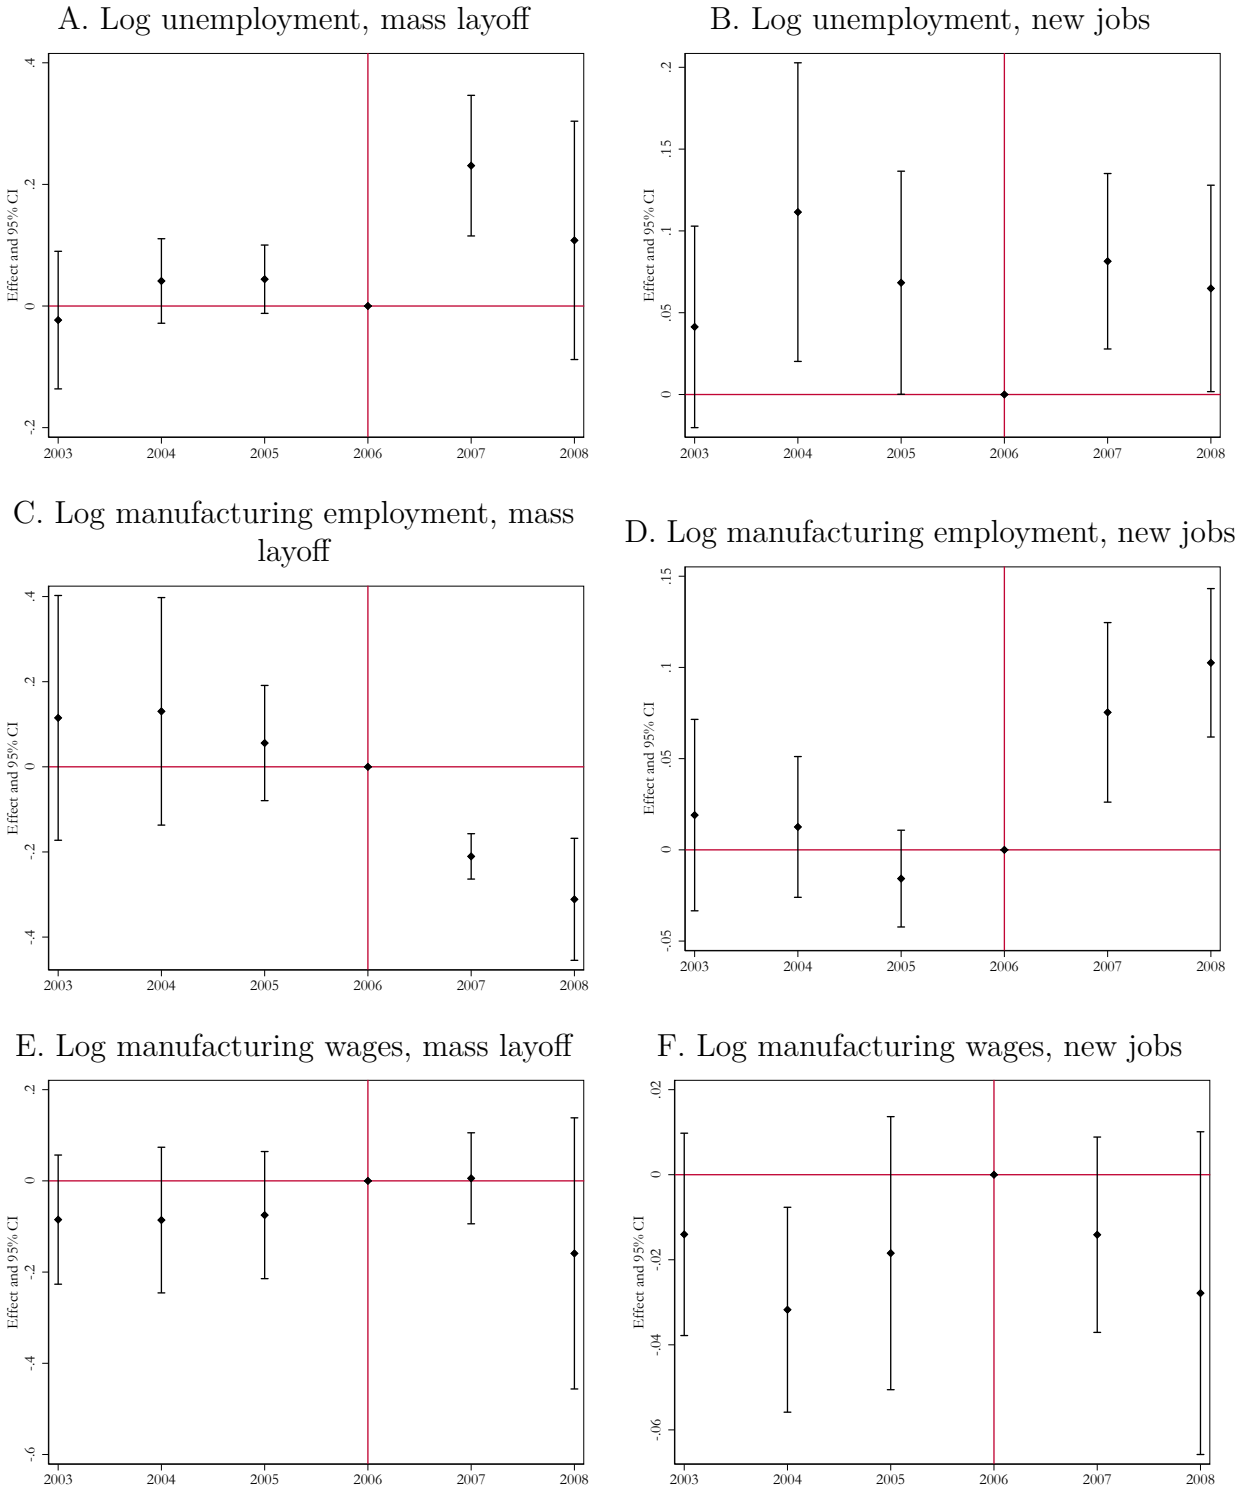 A. Log unemployment, mass layoff
Effect and 95% CI
.4
.2
0
-.2
2003 2004 2005 2006 2007 2008
B. Log unemployment, new jobs
Effect and 95% CI
.2
.15
.1
.05
0
2003 2004 2005 2006 2007 2008
C. Log manufacturing employment, mass
layoff
Effect and 95% CI
.4
.2
0
-.2
-.4
2003 2004 2005 2006 2007 2008
D. Log manufacturing employment, new jobs
Effect and 95% CI
.15
.1
.05
0
-.05
2003 2004 2005 2006 2007 2008
E. Log manufacturing wages, mass layoff
Effect and 95% CI
.2
0
-.2
-.4
-.6
2003 2004 2005 2006 2007 2008
F. Log manufacturing wages, new jobs
Effect and 95% CI
.02
0
-.02
-.04
-.06
2003 2004 2005 2006 2007 2008